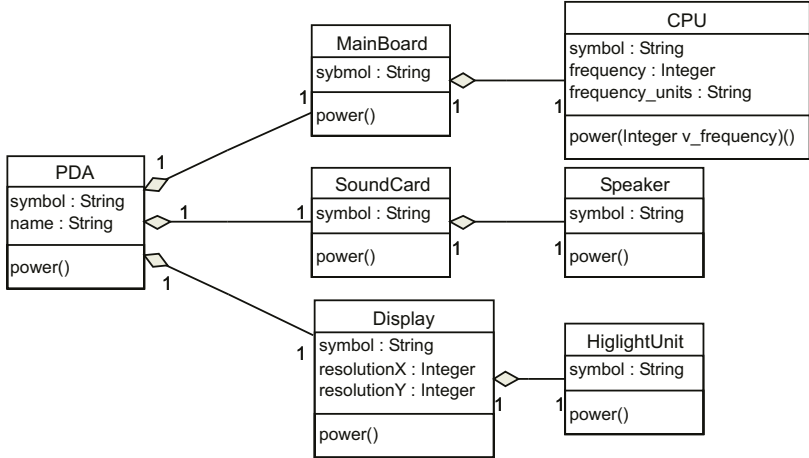 PDA
symbol : String
name : String
power()
1
1
1
MainBoard
sybmol : String
power()
1
1
SoundCard
symbol : String
power()
1
1
Display
symbol : String
resolutionX : Integer
resolutionY : Integer
power()
1
1
CPU
symbol : String
frequency : Integer
frequency_units : String
power(Integer v_frequency)()
1
Speaker
symbol : String
power()
1
HiglightUnit
symbol : String
power()
1